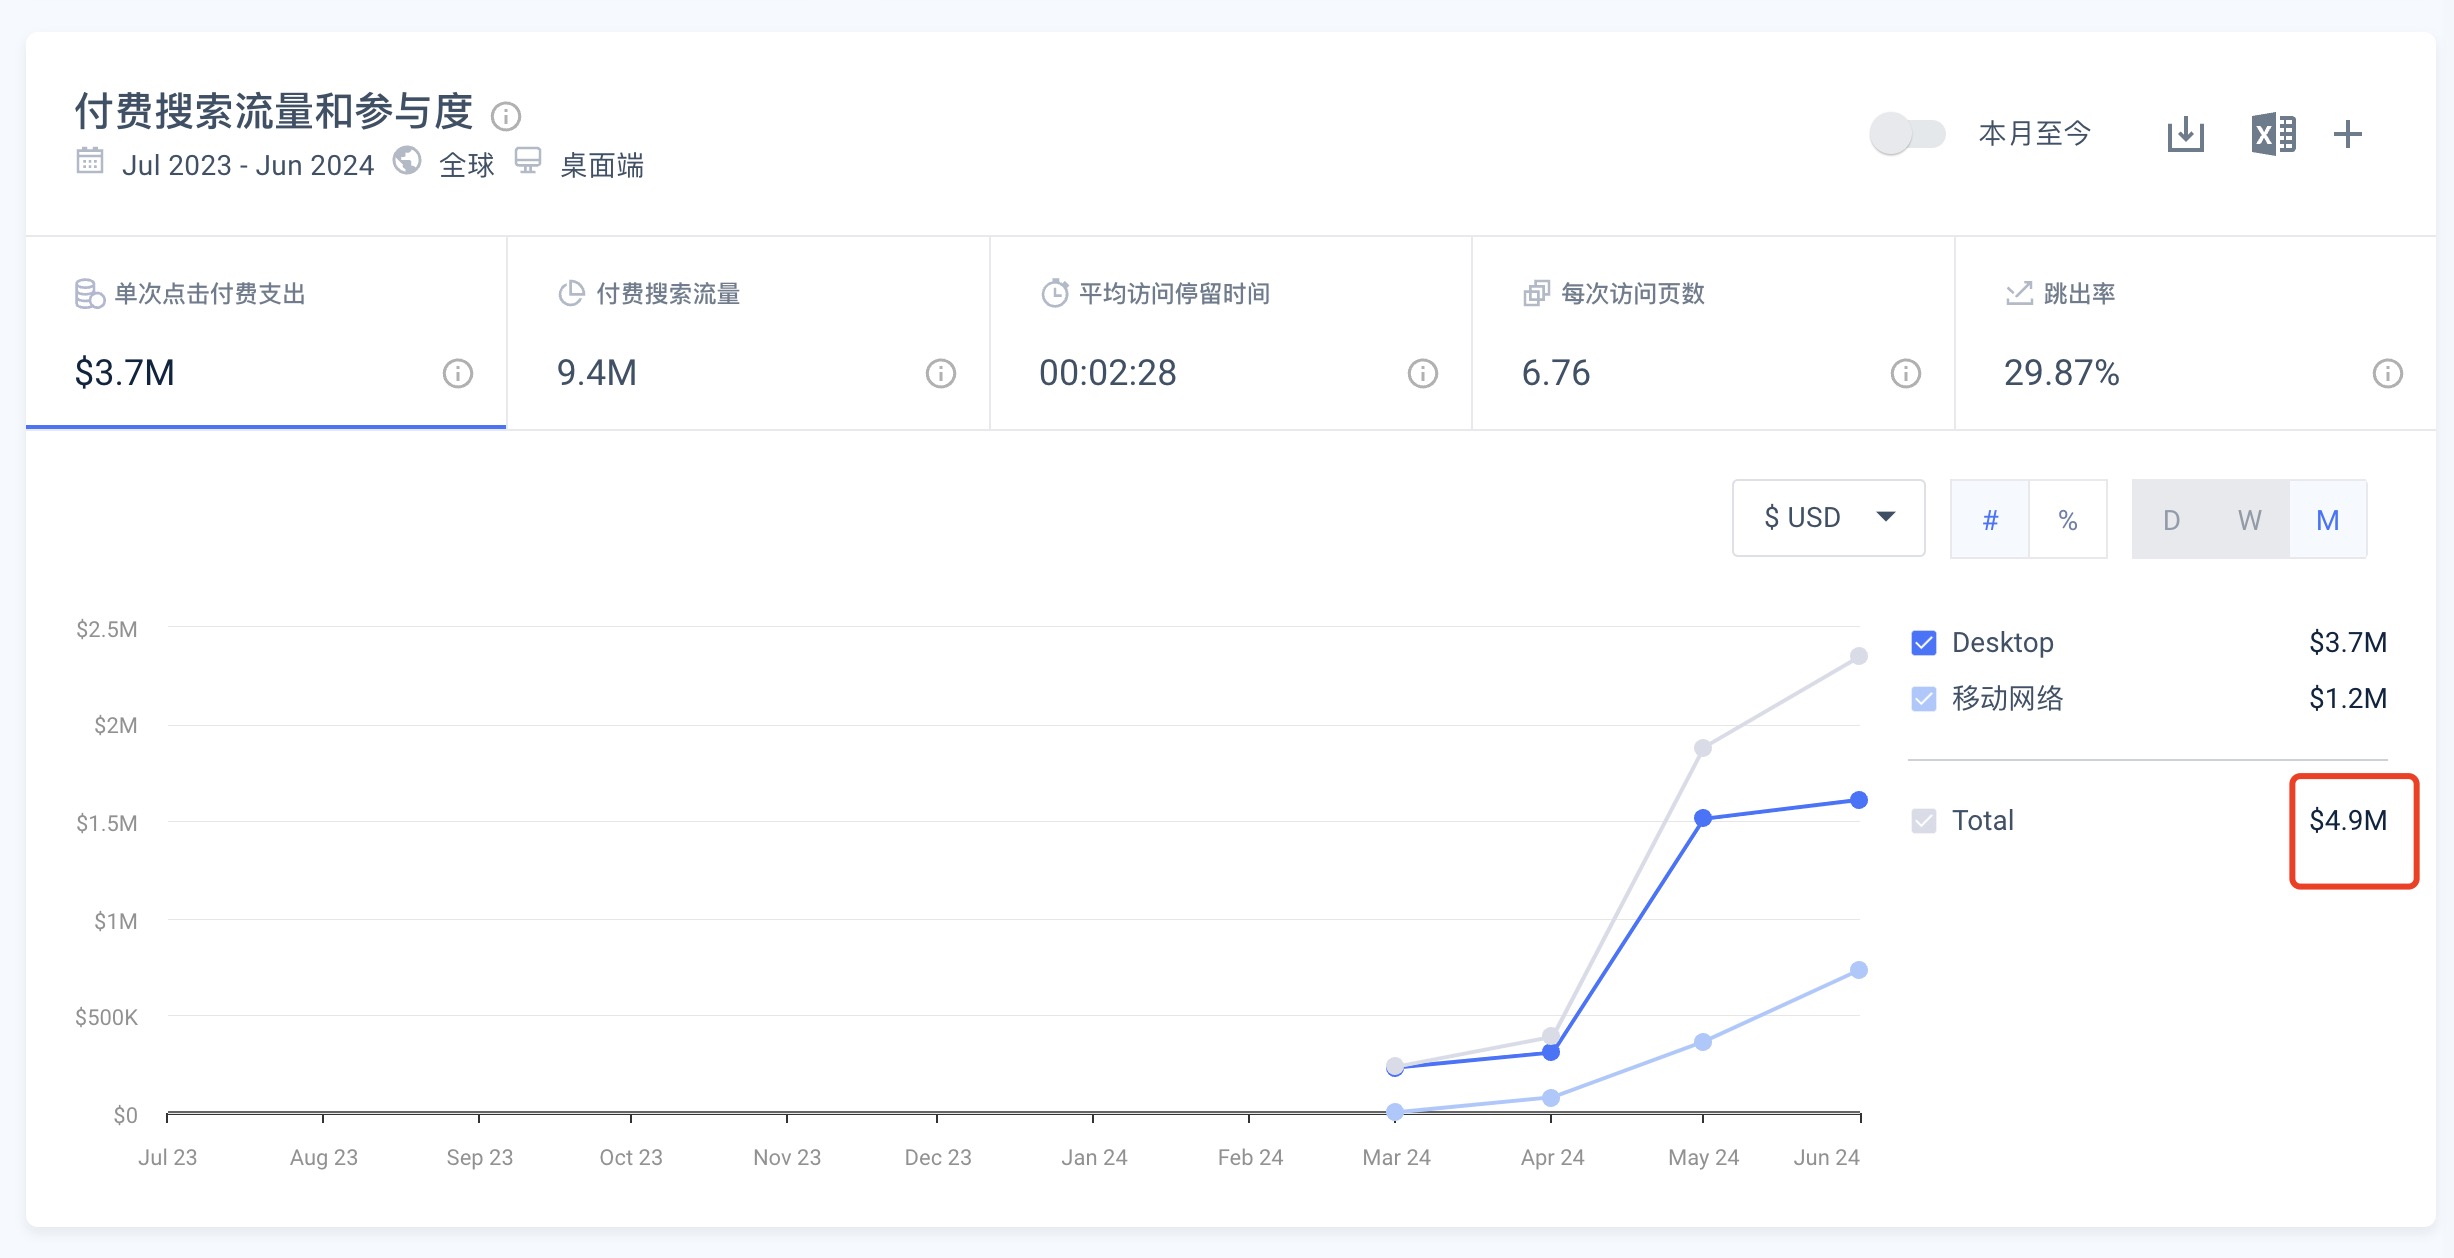 付费搜索流量和参与度
Jul 2023 - Jun 2024 全球 桌面端
本月至今
单次点击付费支出
$3.7M
付费搜索流量
9.4M
平均访问停留时间
00:02:28
每次访问页数
6.76
跳出率
29.87%
$ USD
# %
D W M
$2.5M
$2M
$1.5M
$1M
$500K
$0
Jul 23 Aug 23 Sep 23 Oct 23 Nov 23 Dec 23 Jan 24 Feb 24 Mar 24 Apr 24 May 24 Jun 24
Desktop $3.7M
移动网络 $1.2M
Total $4.9M